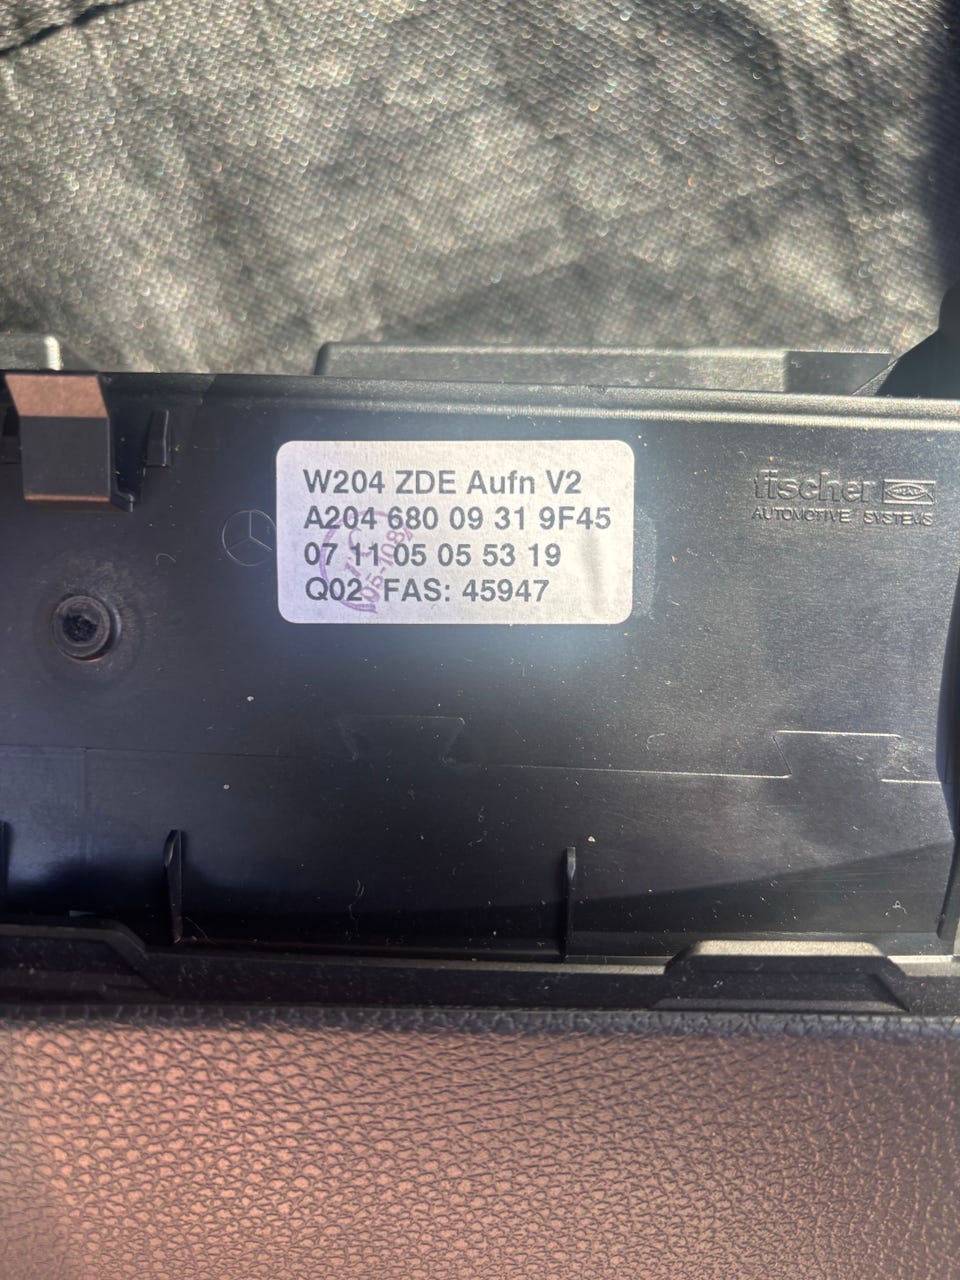 W204 ZDE Aufn V2
A204 680 09 31 9F45
07 11 05 05 53 19
Q02 FAS: 45947
fischer
AUTOMOTIVE SYSTEMS